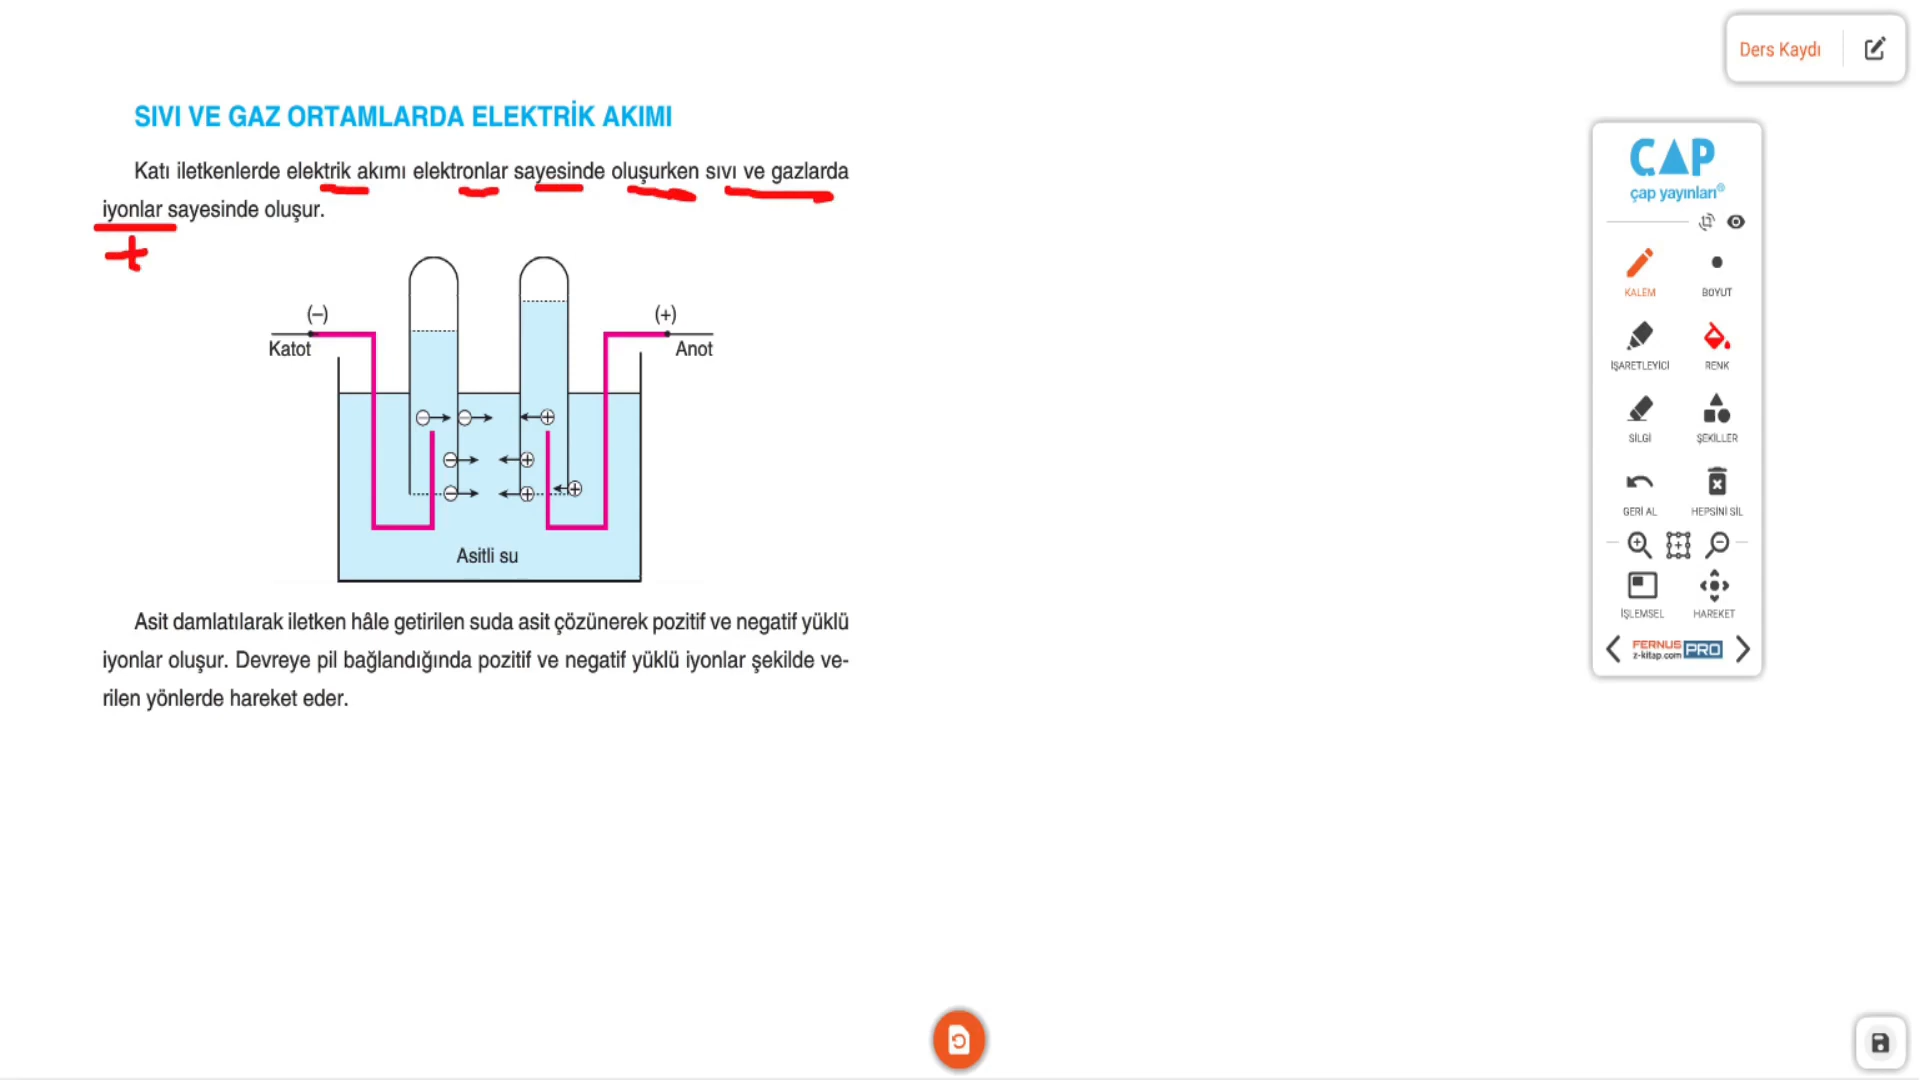 Ders Kaydı
SIVI VE GAZ ORTAMLARDA ELEKTRİK AKIMI
Katı iletkenlerde elektrik akımı elektronlar sayesinde oluşurken sıvı ve gazlarda
iyonlar sayesinde oluşur.
+
(–) (+)
Katot Anot
Asitli su
Asit damlatılarak iletken hâle getirilen suda asit çözünerek pozitif ve negatif yüklü
iyonlar oluşur. Devreye pil bağlandığında pozitif ve negatif yüklü iyonlar şekilde ve-
rilen yönlerde hareket eder.
ÇAP
çap yayınları®
KALEM BOYUT
İŞARETLEYİCİ RENK
SİLGİ ŞEKİLLER
GERİ AL HEPSİNİ SİL
İŞLEMSEL HAREKET
FERNUS PRO
z-kitap.com